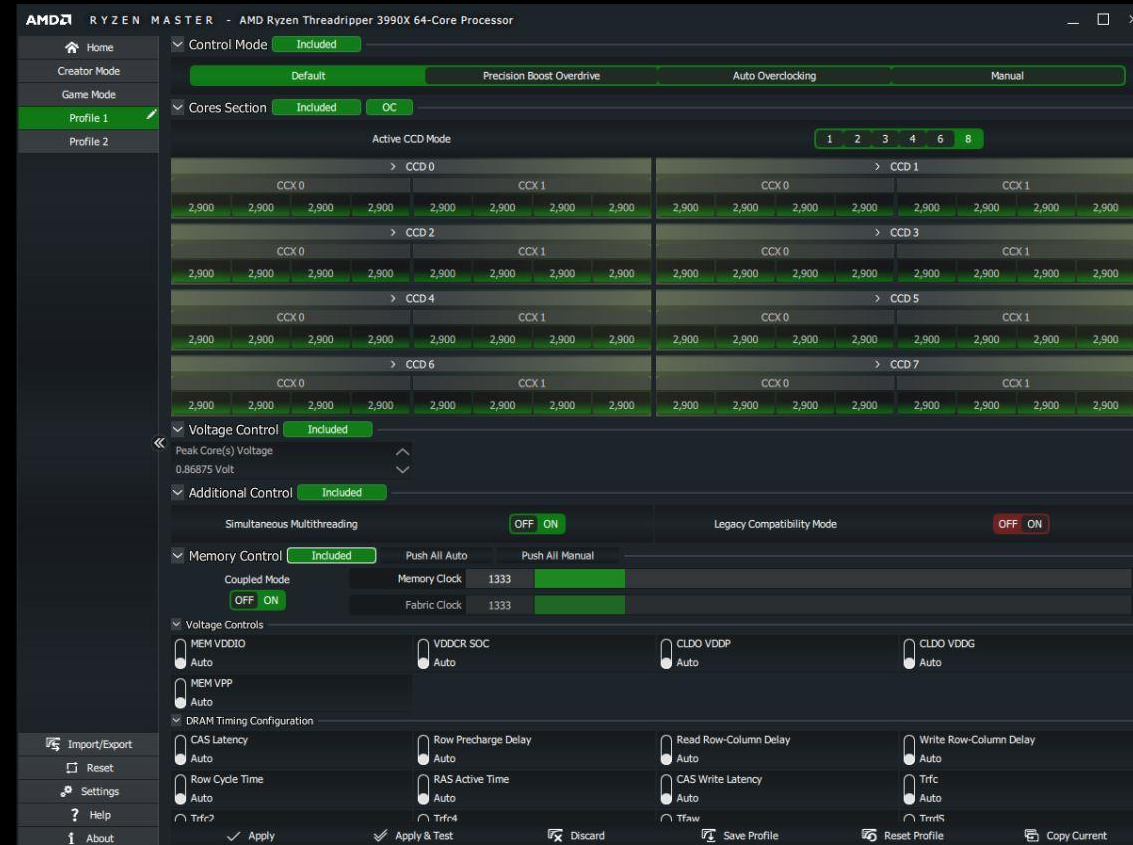 AMD RYZEN MASTER - AMD Ryzen Threadripper 3990X 64-Core Processor
Home
Creator Mode
Game Mode
Profile 1
Profile 2
Control Mode Included
Default Precision Boost Overdrive Auto Overclocking Manual
Cores Section Included OC
Active CCD Mode 1 2 3 4 6 8
CCD 0 CCD 1
CCX 0 CCX 1 CCX 0 CCX 1
2,900 2,900 2,900 2,900 2,900 2,900 2,900 2,900 2,900 2,900 2,900 2,900 2,900 2,900 2,900 2,900
CCD 2 CCD 3
CCX 0 CCX 1 CCX 0 CCX 1
2,900 2,900 2,900 2,900 2,900 2,900 2,900 2,900 2,900 2,900 2,900 2,900 2,900 2,900 2,900 2,900
CCD 4 CCD 5
CCX 0 CCX 1 CCX 0 CCX 1
2,900 2,900 2,900 2,900 2,900 2,900 2,900 2,900 2,900 2,900 2,900 2,900 2,900 2,900 2,900 2,900
CCD 6 CCD 7
CCX 0 CCX 1 CCX 0 CCX 1
2,900 2,900 2,900 2,900 2,900 2,900 2,900 2,900 2,900 2,900 2,900 2,900 2,900 2,900 2,900 2,900
Voltage Control Included
Peak Core(s) Voltage
0.86875 Volt
Additional Control Included
Simultaneous Multithreading OFF ON Legacy Compatibility Mode OFF ON
Memory Control Included Push All Auto Push All Manual
Coupled Mode Memory Clock 1333
OFF ON Fabric Clock 1333
Voltage Controls
MEM VDDIO VDDCR SOC CLDO VDDP CLDO VDDG
Auto Auto Auto Auto
MEM VPP
Auto
DRAM Timing Configuration
CAS Latency Row Precharge Delay Read Row-Column Delay Write Row-Column Delay
Auto Auto Auto Auto
Row Cycle Time RAS Active Time CAS Write Latency Trfc
Auto Auto Auto Auto
Trfc2 Trfc4 Tfaw TrrdS
Import/Export
Reset
Settings
Help
About
Apply Apply & Test Discard Save Profile Reset Profile Copy Current